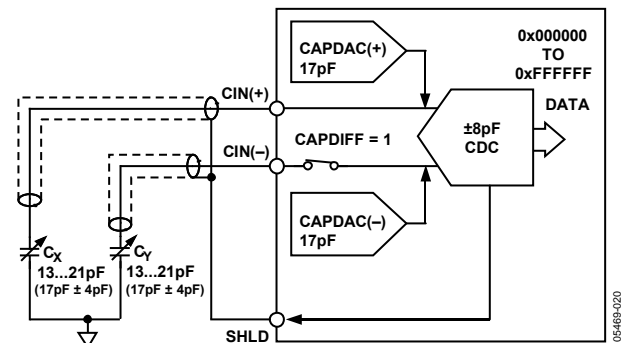 CAPDAC(+)
17pF
0x000000
TO
0xFFFFFF
DATA
CIN(+)
±8pF
CDC
CIN(–)
CAPDIFF = 1
CAPDAC(–)
17pF
CX
13...21pF
(17pF ± 4pF)
CY
13...21pF
(17pF ± 4pF)
SHLD
05469-020